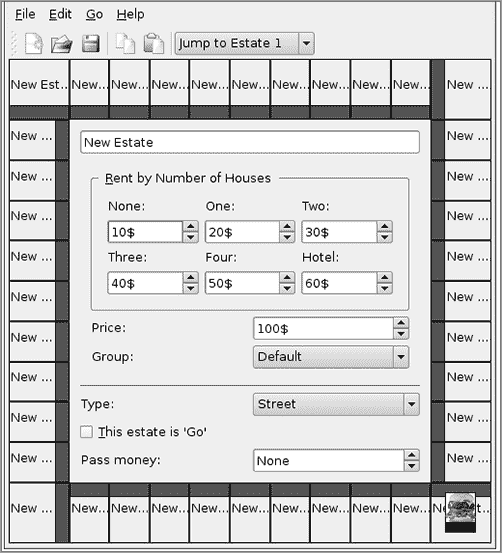 File Edit Go Help
Jump to Estate 1
New Est... New... New... New... New... New... New... New... New... New... New ...
New ... New ...
New Estate
New ... New ...
Rent by Number of Houses
None: One: Two:
New ... New ...
10$ 20$ 30$
New ... New ...
Three: Four: Hotel:
40$ 50$ 60$
New ... New ...
Price: 100$
New ... New ...
Group: Default
New ... New ...
Type: Street
New ... New ...
This estate is 'Go'
New ... New ...
Pass money: None
New ... New... New... New... New... New... New... New... New... New...